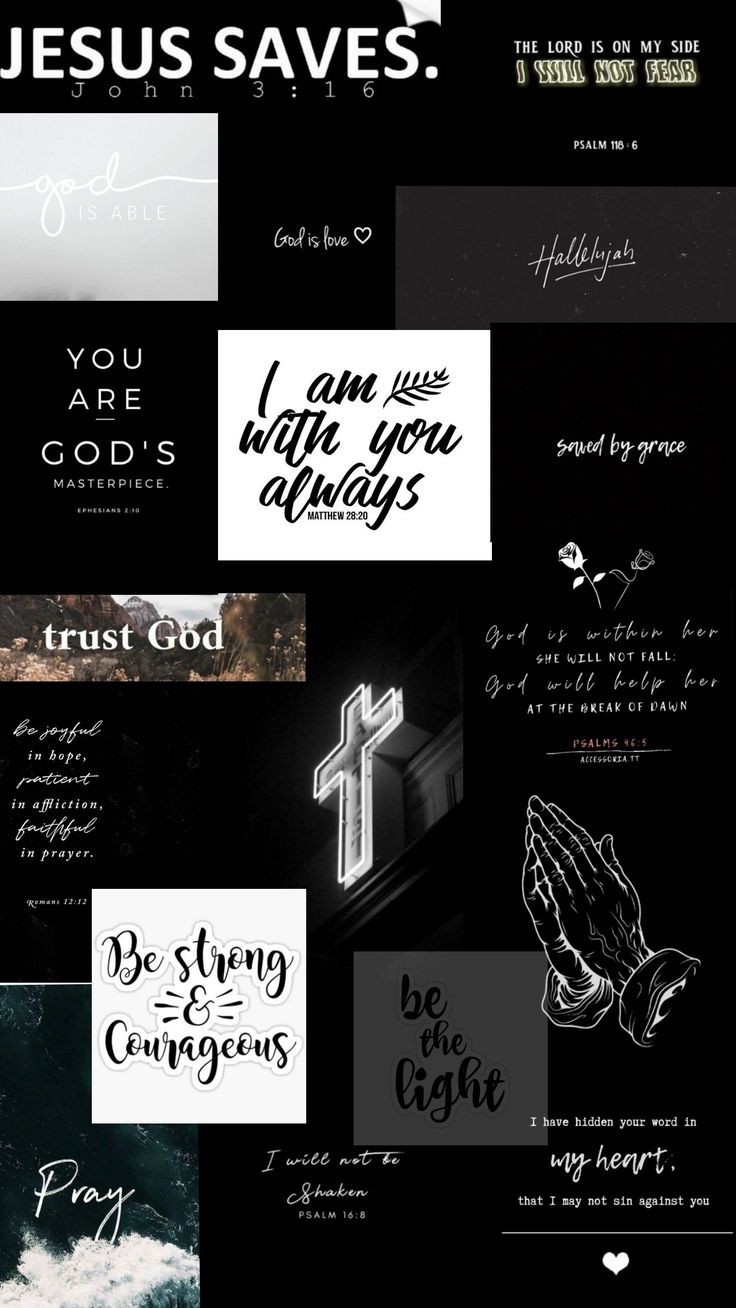 JESUS SAVES.
John 3:16
THE LORD IS ON MY SIDE
I WILL NOT FEAR
PSALM 118:6
god
IS ABLE
God is love
Hallelujah
YOU
ARE
GOD'S
MASTERPIECE.
EPHESIANS 2:10
I am
with you
always
MATTHEW 28:20
saved by grace
trust God
God is within her
SHE WILL NOT FALL;
God will help her
AT THE BREAK OF DAWN
PSALMS 46:5
ACCESSORIA.TT
Be joyful
in hope,
patient
in affliction,
faithful
in prayer.
Romans 12:12
Be strong
&
Courageous
be
the
light
I have hidden your word in
my heart,
that I may not sin against you
Pray
I will not be
Shaken
PSALM 16:8